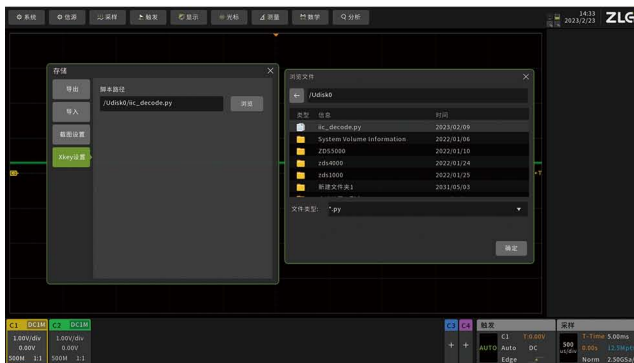 系统 信源 采样 触发 显示 光标 测量 数学 分析
14:33
2023/2/23
ZLG
存储
导出
导入
截图设置
Xkey设置
脚本路径
/Udisk0/iic_decode.py
浏览
浏览文件
/Udisk0
类型 信息 时间
iic_decode.py 2023/02/09
System Volume Information 2022/01/06
ZDS5000 2022/01/10
zds4000 2022/01/24
zds1000 2022/01/25
新建文件夹1 2031/05/03
文件类型: *.py
确定
C1 DC1M
1.00V/div
0.00V
500M 1:1
C2 DC1M
1.00V/div
0.00V
500M 1:1
C3 C4
+ +
触发
AUTO
C1 T:0.00V
Auto DC
Edge
采样
500
us/div
T-Time 5.00ms
0.00s 12.5Mpt
Norm 2.50GSa/